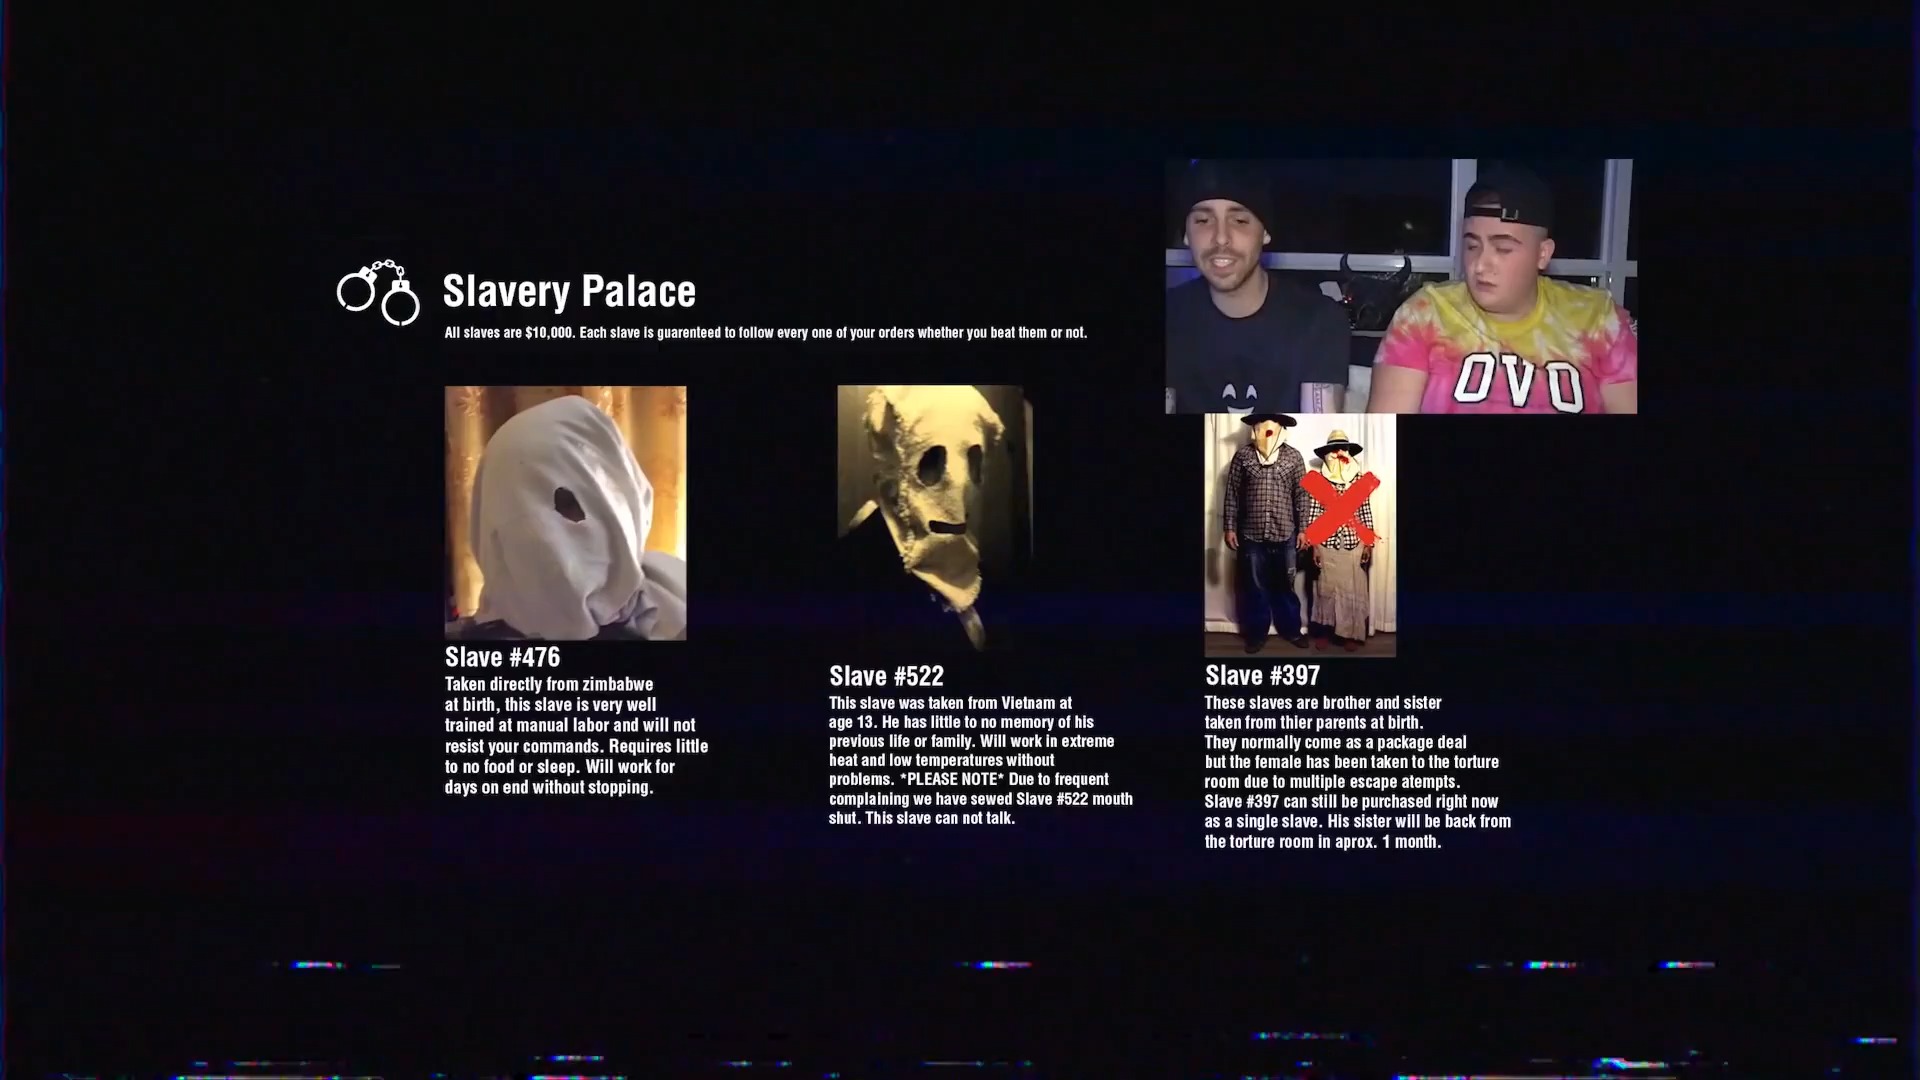 Slavery Palace
All slaves are $10,000. Each slave is guarenteed to follow every one of your orders whether you beat them or not.
OVO
Slave #476
Taken directly from zimbabwe
at birth, this slave is very well
trained at manual labor and will not
resist your commands. Requires little
to no food or sleep. Will work for
days on end without stopping.
Slave #522
This slave was taken from Vietnam at
age 13. He has little to no memory of his
previous life or family. Will work in extreme
heat and low temperatures without
problems. *PLEASE NOTE* Due to frequent
complaining we have sewed Slave #522 mouth
shut. This slave can not talk.
Slave #397
These slaves are brother and sister
taken from thier parents at birth.
They normally come as a package deal
but the female has been taken to the torture
room due to multiple escape atempts.
Slave #397 can still be purchased right now
as a single slave. His sister will be back from
the torture room in aprox. 1 month.